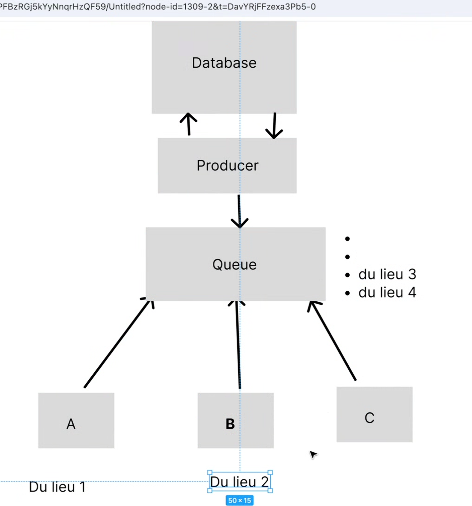 PFBzRGj5kYyNnqrHzQF59/Untitled?node-id=1309-2&t=DavYRjFFzexa3Pb5-0
Database
Producer
Queue
du lieu 3
du lieu 4
A
B
C
Du lieu 1
Du lieu 2
50 × 15